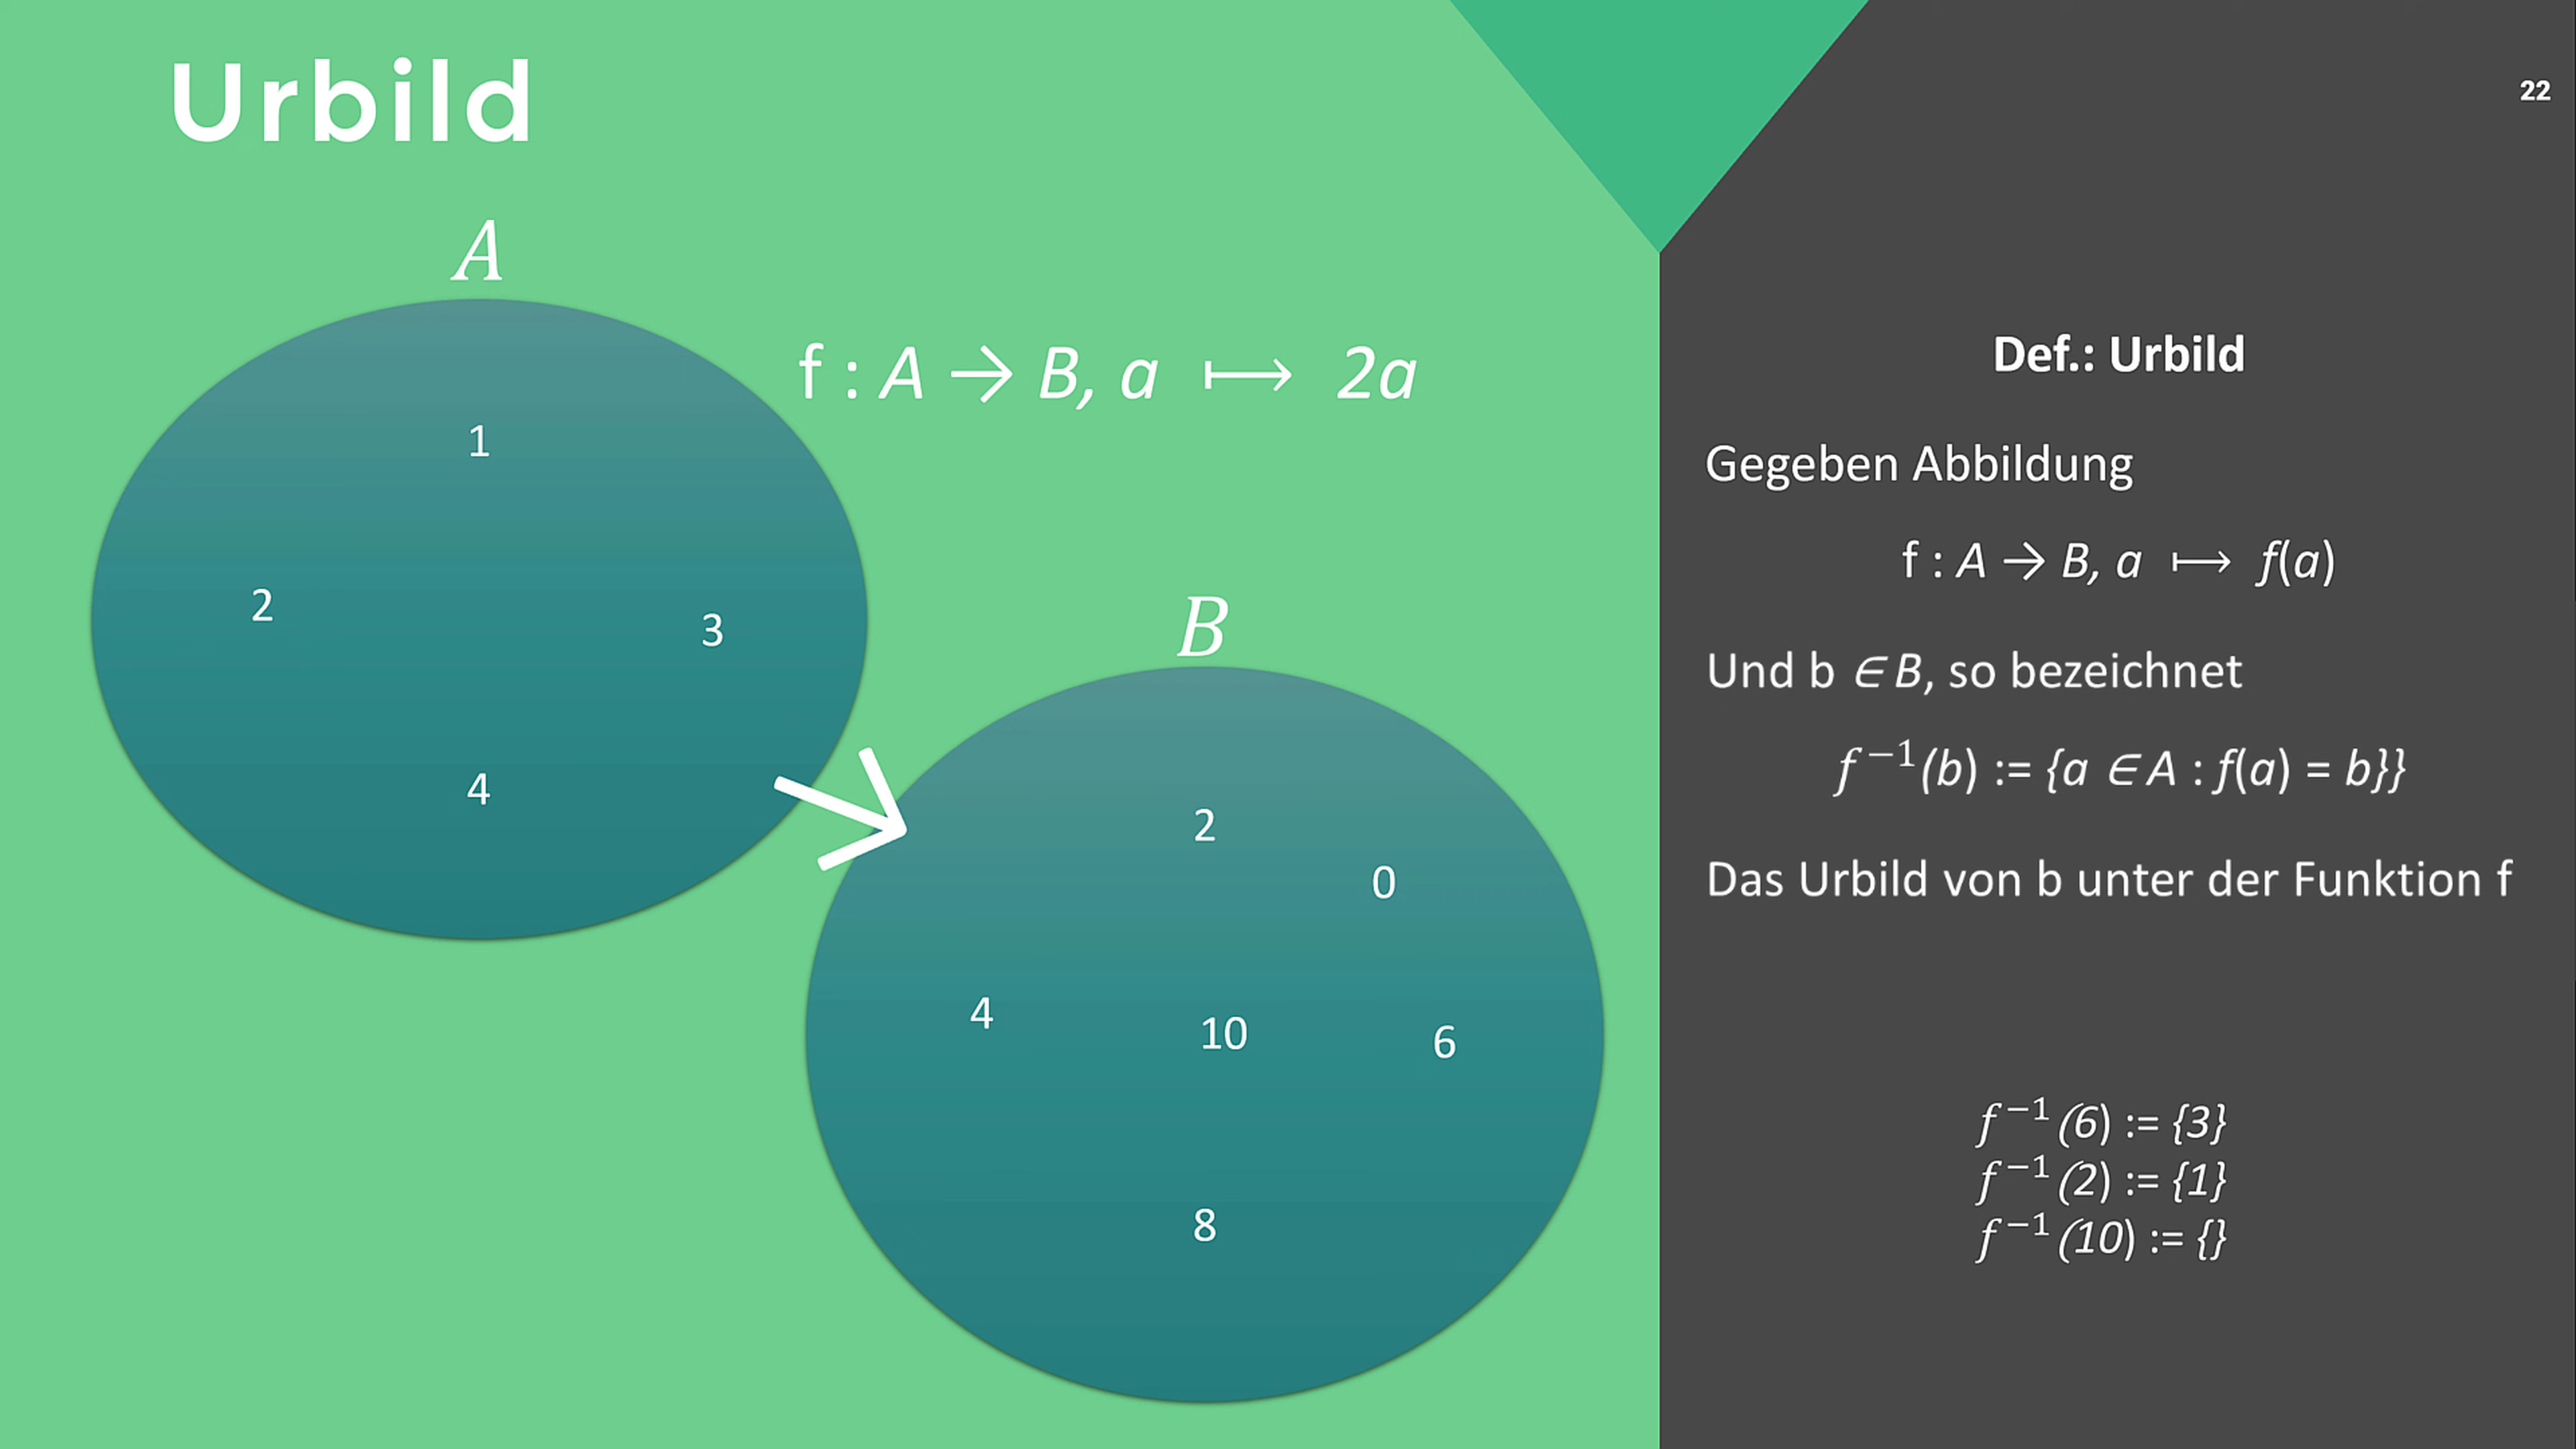 Urbild
22
A
f : A → B, a ⟼ 2a
1
2
3
4
B
2
0
4
10
6
8
Def.: Urbild
Gegeben Abbildung
f : A → B, a ⟼ f(a)
Und b ∈ B, so bezeichnet
f⁻¹(b) := {a ∈ A : f(a) = b}}
Das Urbild von b unter der Funktion f
f⁻¹(6) := {3}
f⁻¹(2) := {1}
f⁻¹(10) := {}